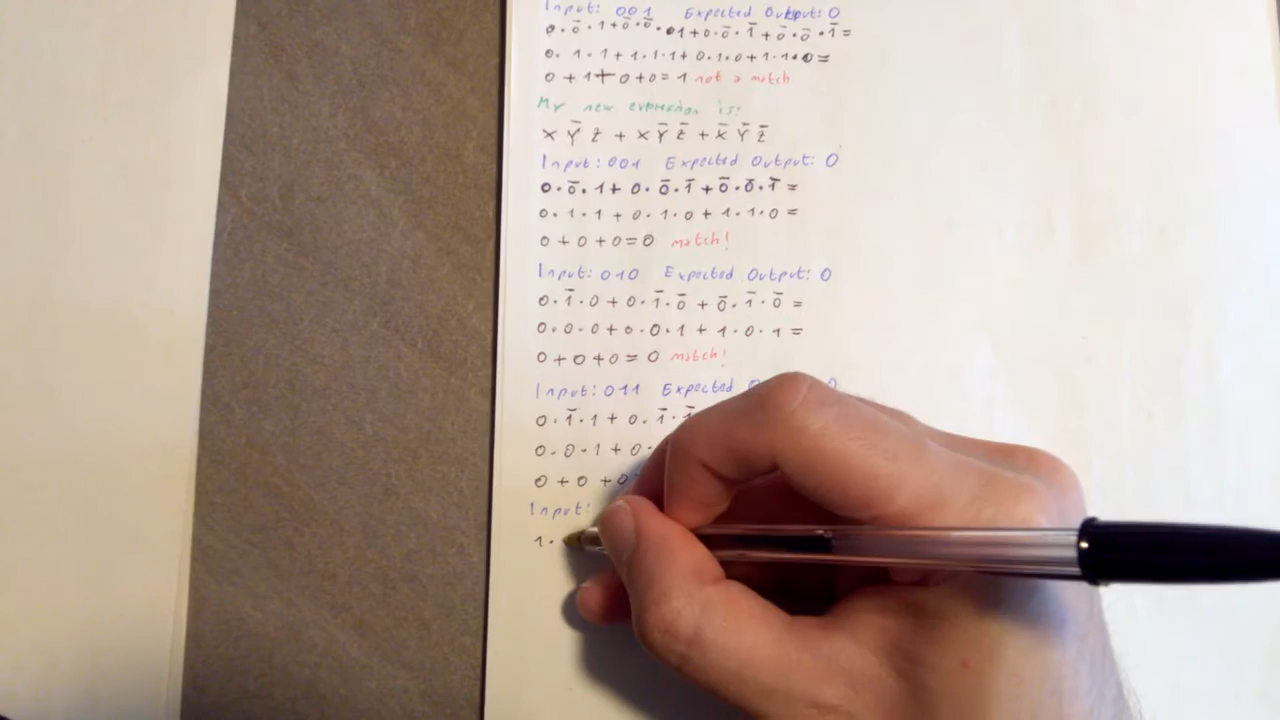 Input: 001 Expected Output: 0
0·0̅·1+0̅·0̅·01+0·0̅·1̅+0̅·0̅·1̅=
0·1·1+1·1·1+0·1·0+1·1·0=
0+1+0+0=1 not a match
My new expression is:
X Y̅ Z + X Y̅ Z̅ + X̅ Y̅ Z̅
Input: 001 Expected Output: 0
0·0̅·1+0·0̅·1̅+0̅·0̅·1̅=
0·1·1+0·1·0+1·1·0=
0+0+0=0 match!
Input: 010 Expected Output: 0
0·1̅·0+0·1̅·0̅+0̅·1̅·0̅=
0·0·0+0·0·1+1·0·1=
0+0+0=0 match!
Input: 011 Expected
0·1̅·1+0·1̅·1̅
0·0·1+0·
0+0+0
Input:
1·